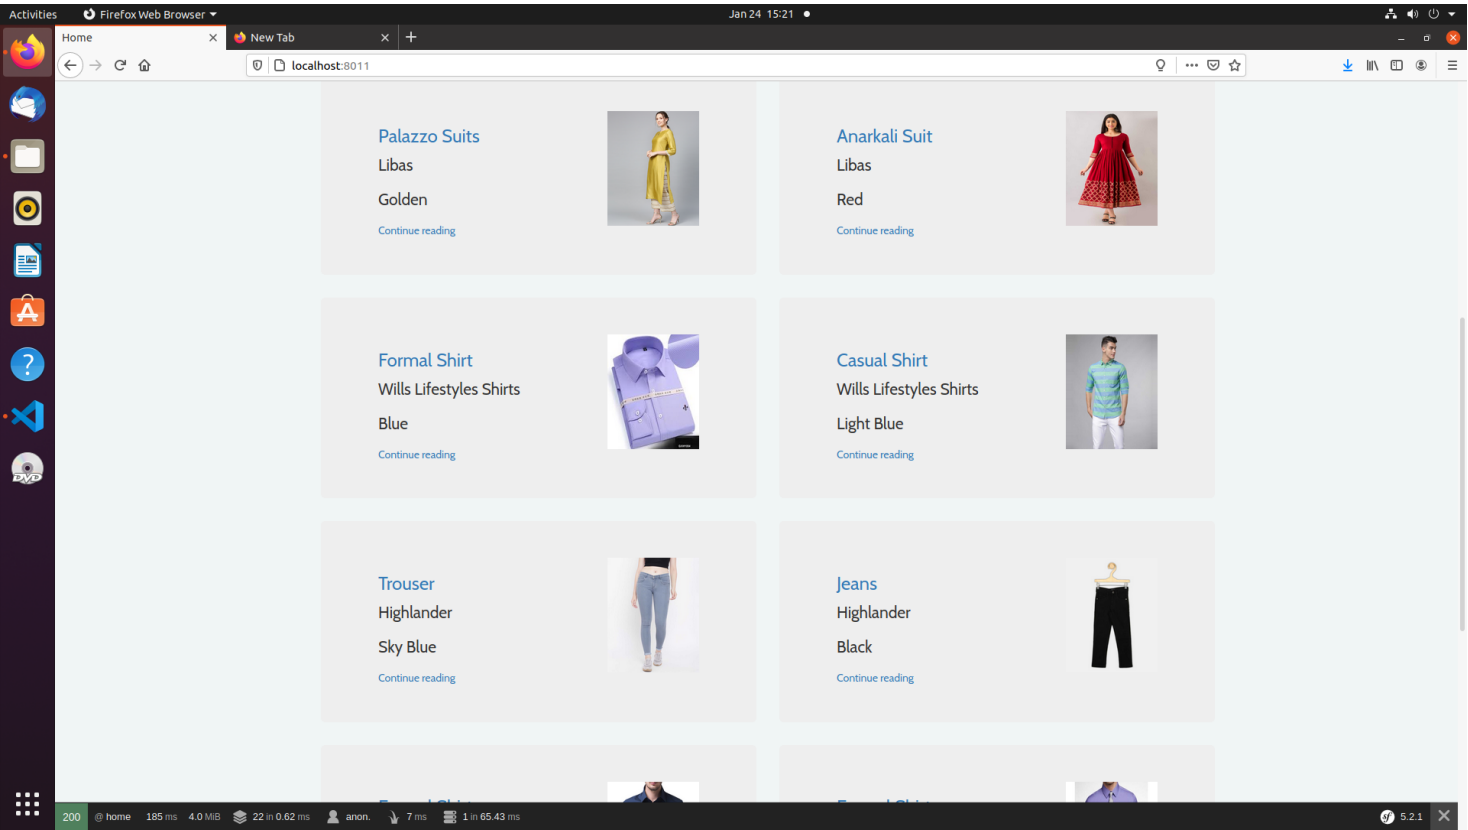 Activities Firefox Web Browser Jan 24 15:21
Home New Tab
localhost:8011
Palazzo Suits
Libas
Golden
Continue reading
Anarkali Suit
Libas
Red
Continue reading
Formal Shirt
Wills Lifestyles Shirts
Blue
Continue reading
Casual Shirt
Wills Lifestyles Shirts
Light Blue
Continue reading
Trouser
Highlander
Sky Blue
Continue reading
Jeans
Highlander
Black
Continue reading
DVD
200 @ home 185 ms 4.0 MiB 22 in 0.62 ms anon. 7 ms 1 in 65.43 ms sf 5.2.1